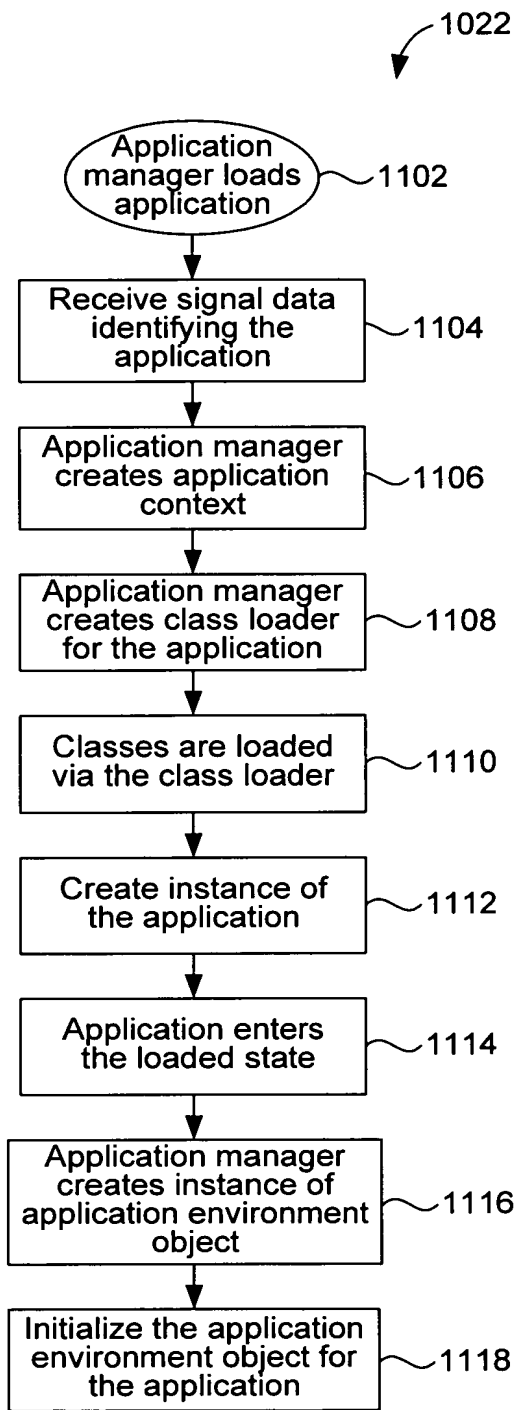 1022
Application
manager loads
application
1102
Receive signal data
identifying the
application
1104
Application manager
creates application
context
1106
Application manager
creates class loader
for the application
1108
Classes are loaded
via the class loader
1110
Create instance of
the application
1112
Application enters
the loaded state
1114
Application manager
creates instance of
application environment
object
1116
Initialize the application
environment object for
the application
1118